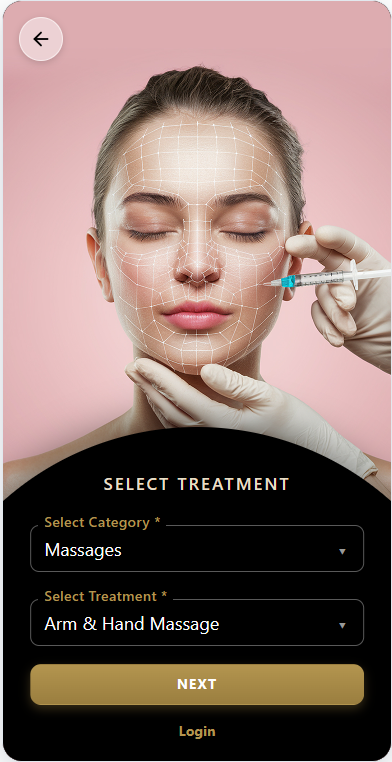 SELECT TREATMENT
Select Category *
Massages
Select Treatment *
Arm & Hand Massage
NEXT
Login